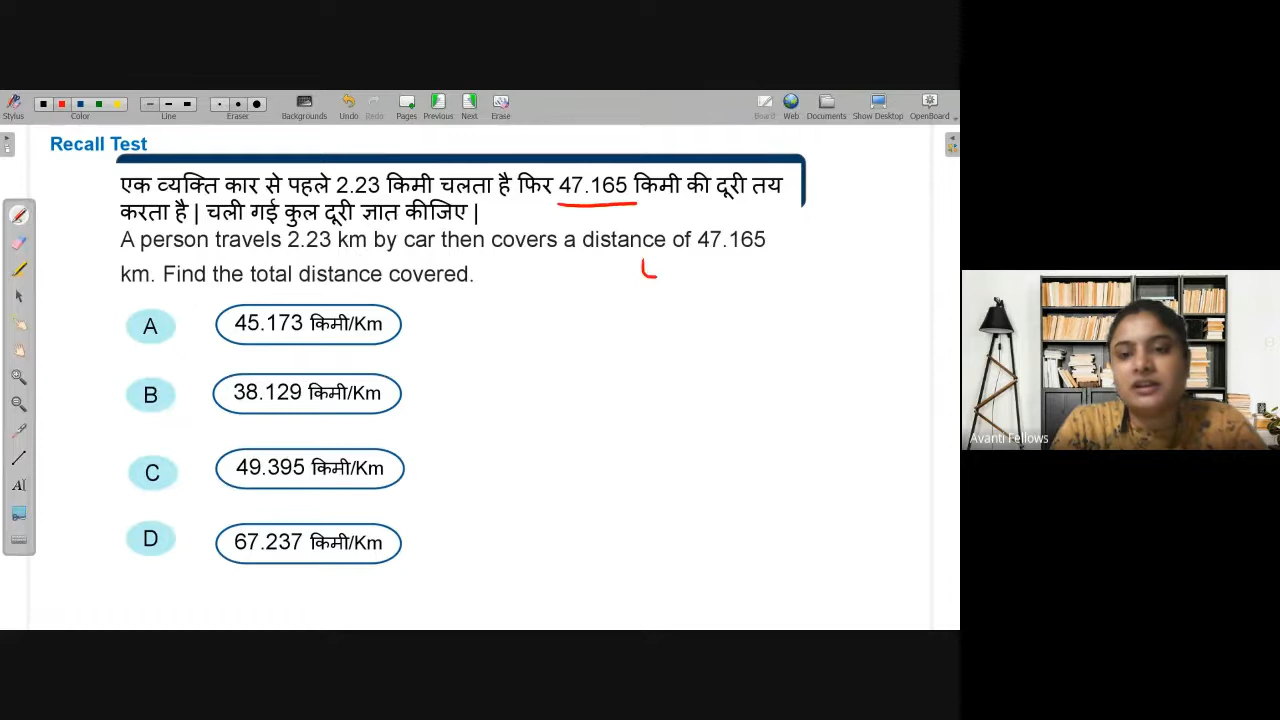 Stylus
Color
Line
Eraser
Backgrounds
Undo
Redo
Pages
Previous
Next
Erase
Board
Web
Documents
Show Desktop
OpenBoard
Recall Test
एक व्यक्ति कार से पहले 2.23 किमी चलता है फिर 47.165 किमी की दूरी तय
करता है | चली गई कुल दूरी ज्ञात कीजिए |
A person travels 2.23 km by car then covers a distance of 47.165
km. Find the total distance covered.
A
45.173 किमी/Km
B
38.129 किमी/Km
C
49.395 किमी/Km
D
67.237 किमी/Km
Avanti Fellows